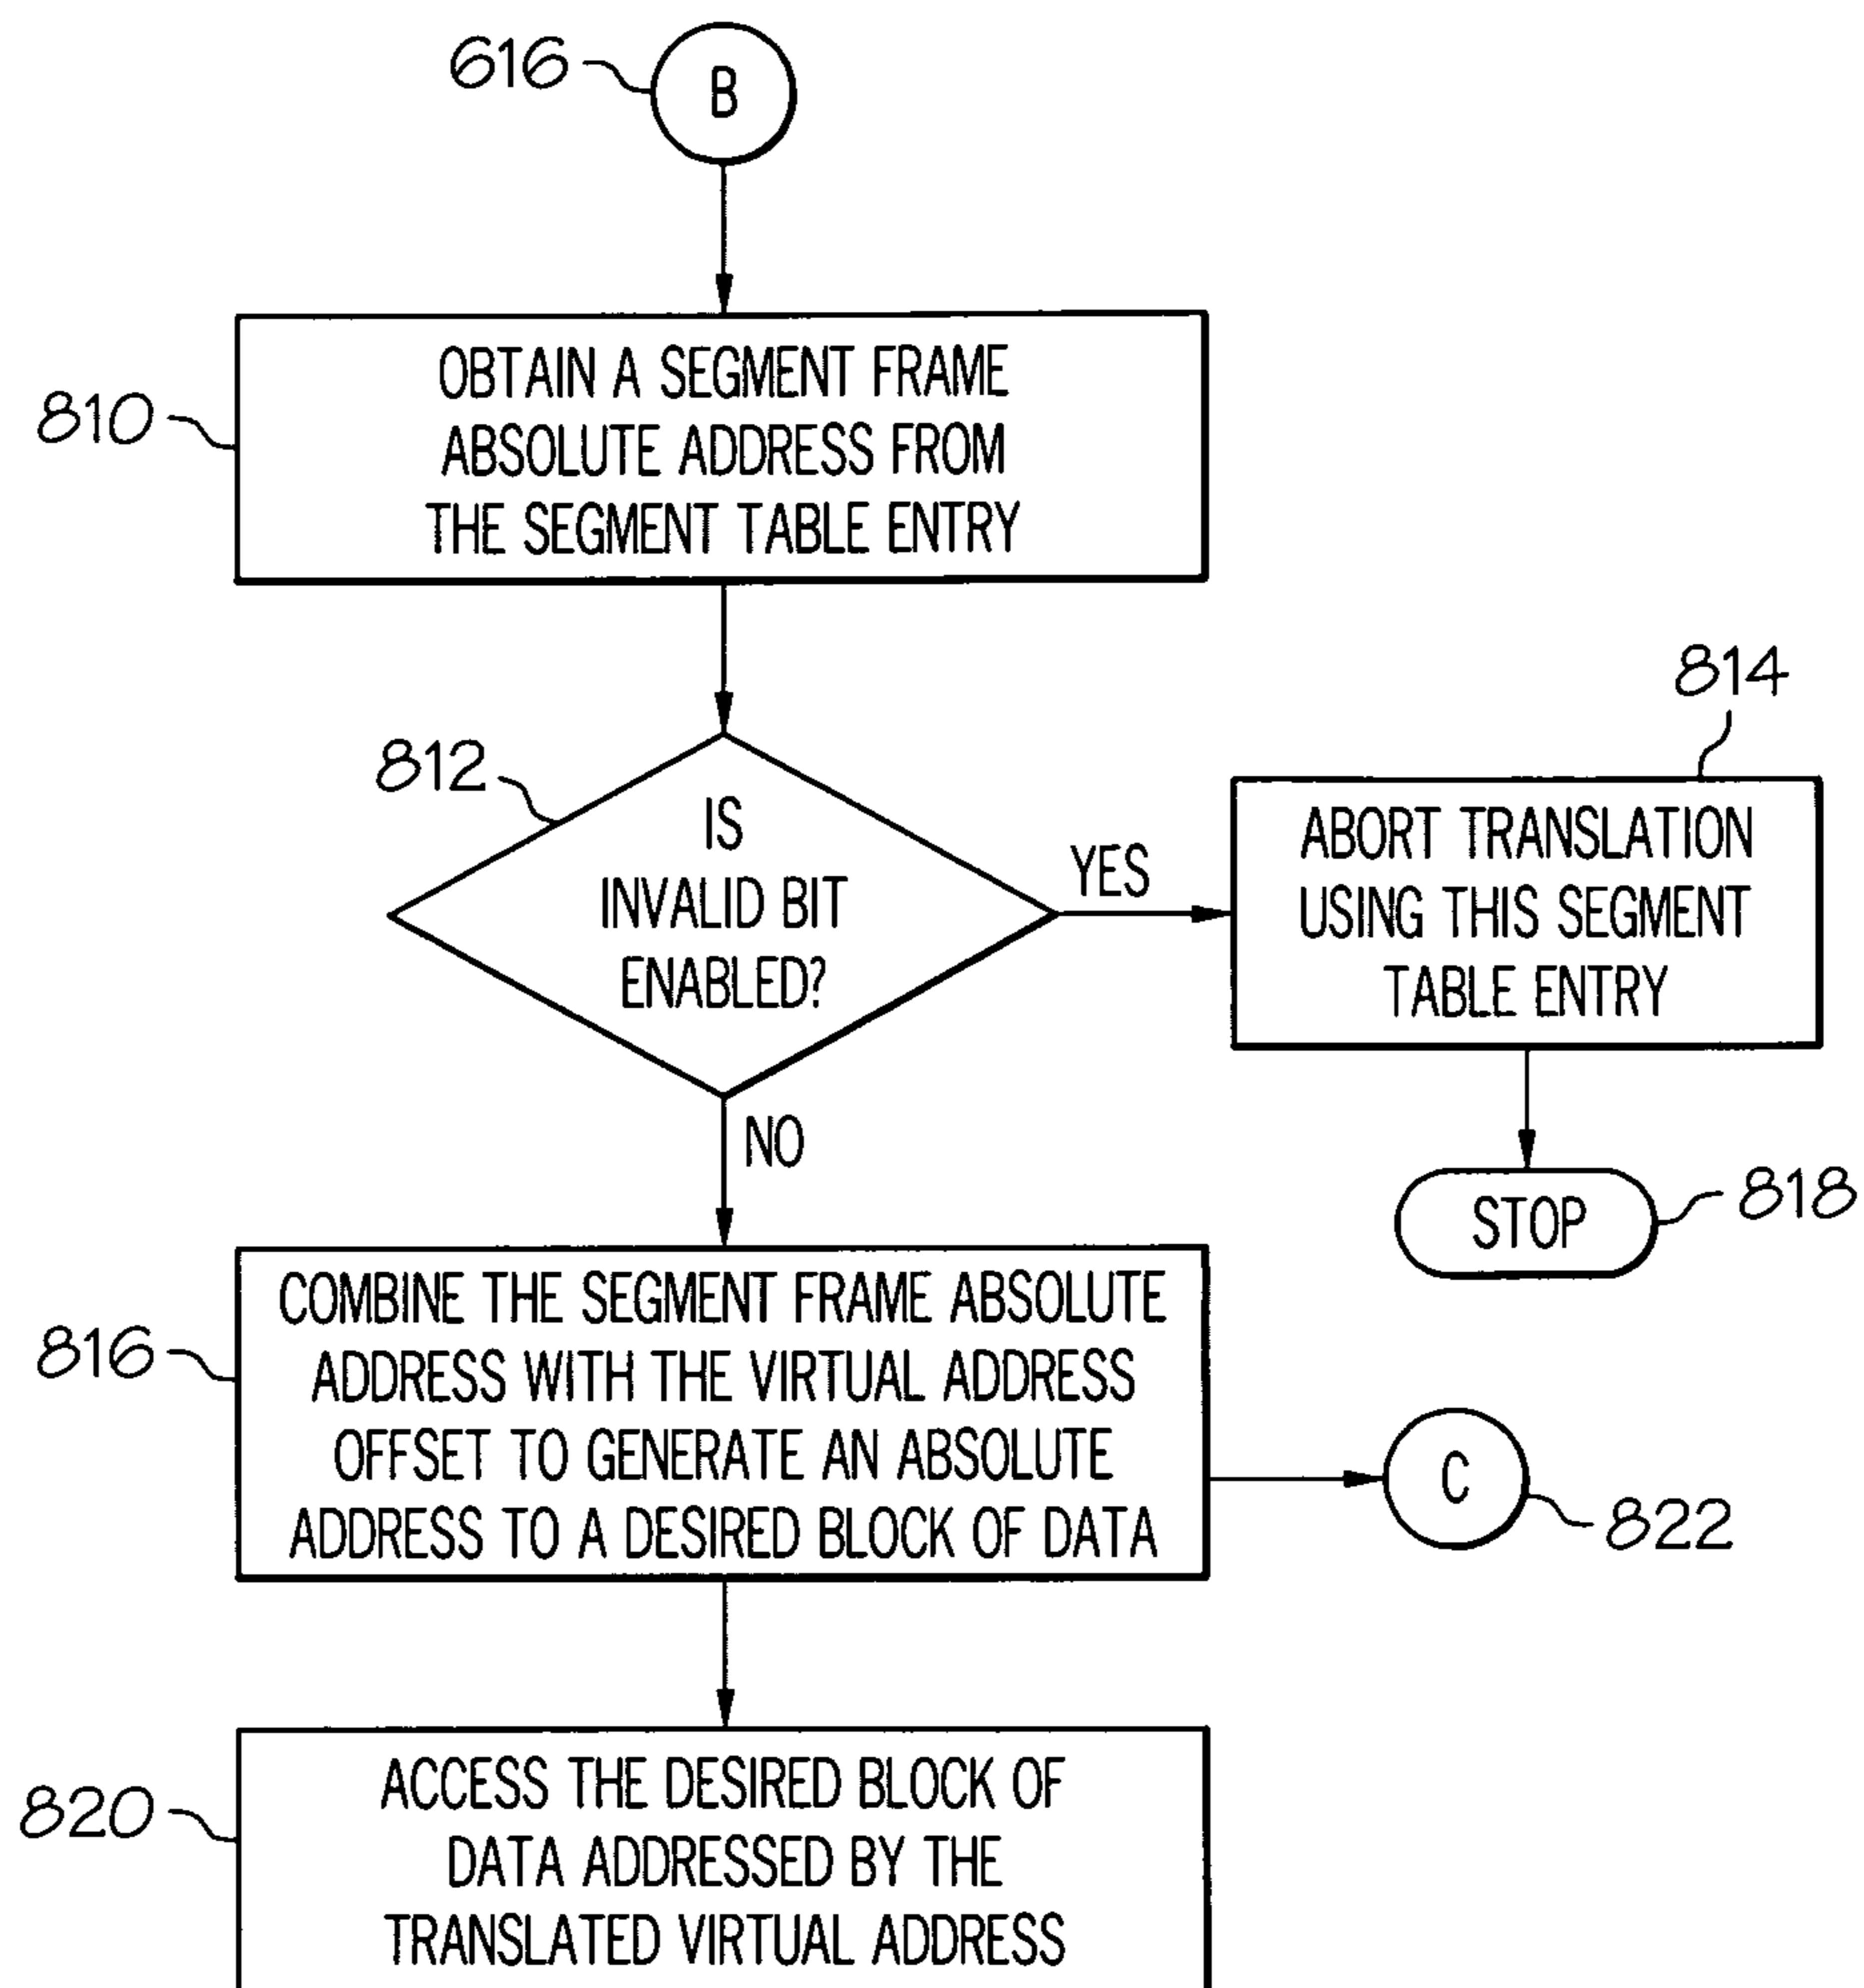 616
B
810
OBTAIN A SEGMENT FRAME
ABSOLUTE ADDRESS FROM
THE SEGMENT TABLE ENTRY
812
IS
INVALID BIT
ENABLED?
YES
814
ABORT TRANSLATION
USING THIS SEGMENT
TABLE ENTRY
STOP
818
NO
816
COMBINE THE SEGMENT FRAME ABSOLUTE
ADDRESS WITH THE VIRTUAL ADDRESS
OFFSET TO GENERATE AN ABSOLUTE
ADDRESS TO A DESIRED BLOCK OF DATA
C
822
820
ACCESS THE DESIRED BLOCK OF
DATA ADDRESSED BY THE
TRANSLATED VIRTUAL ADDRESS